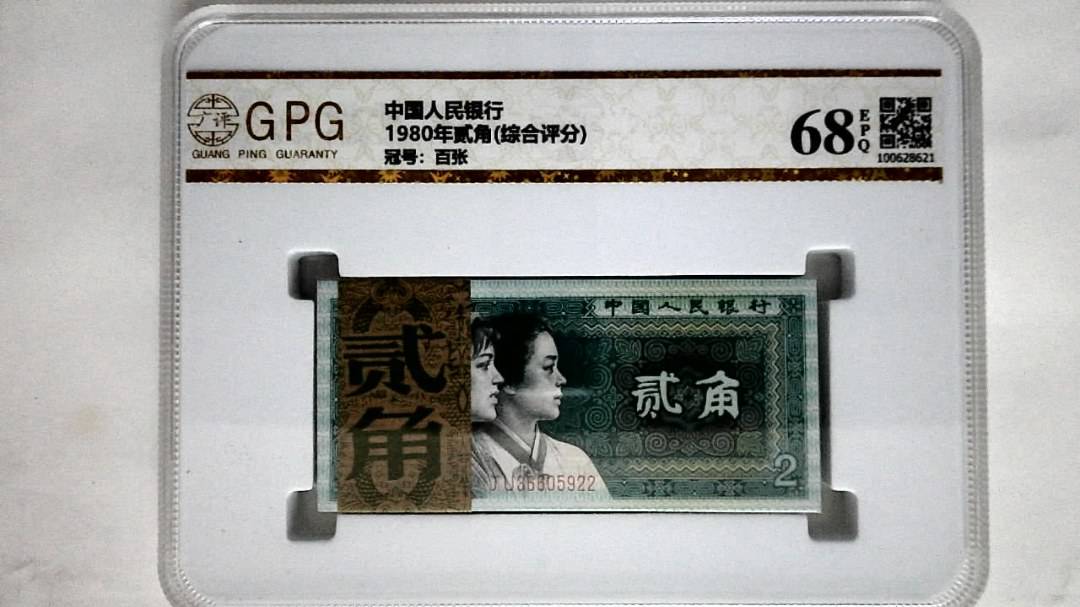 广评
GPG
GUANG PING GUARANTY
中国人民银行
1980年贰角(综合评分)
冠号：百张
68
EPQ
100628621
贰角
中国人民银行
贰角
2